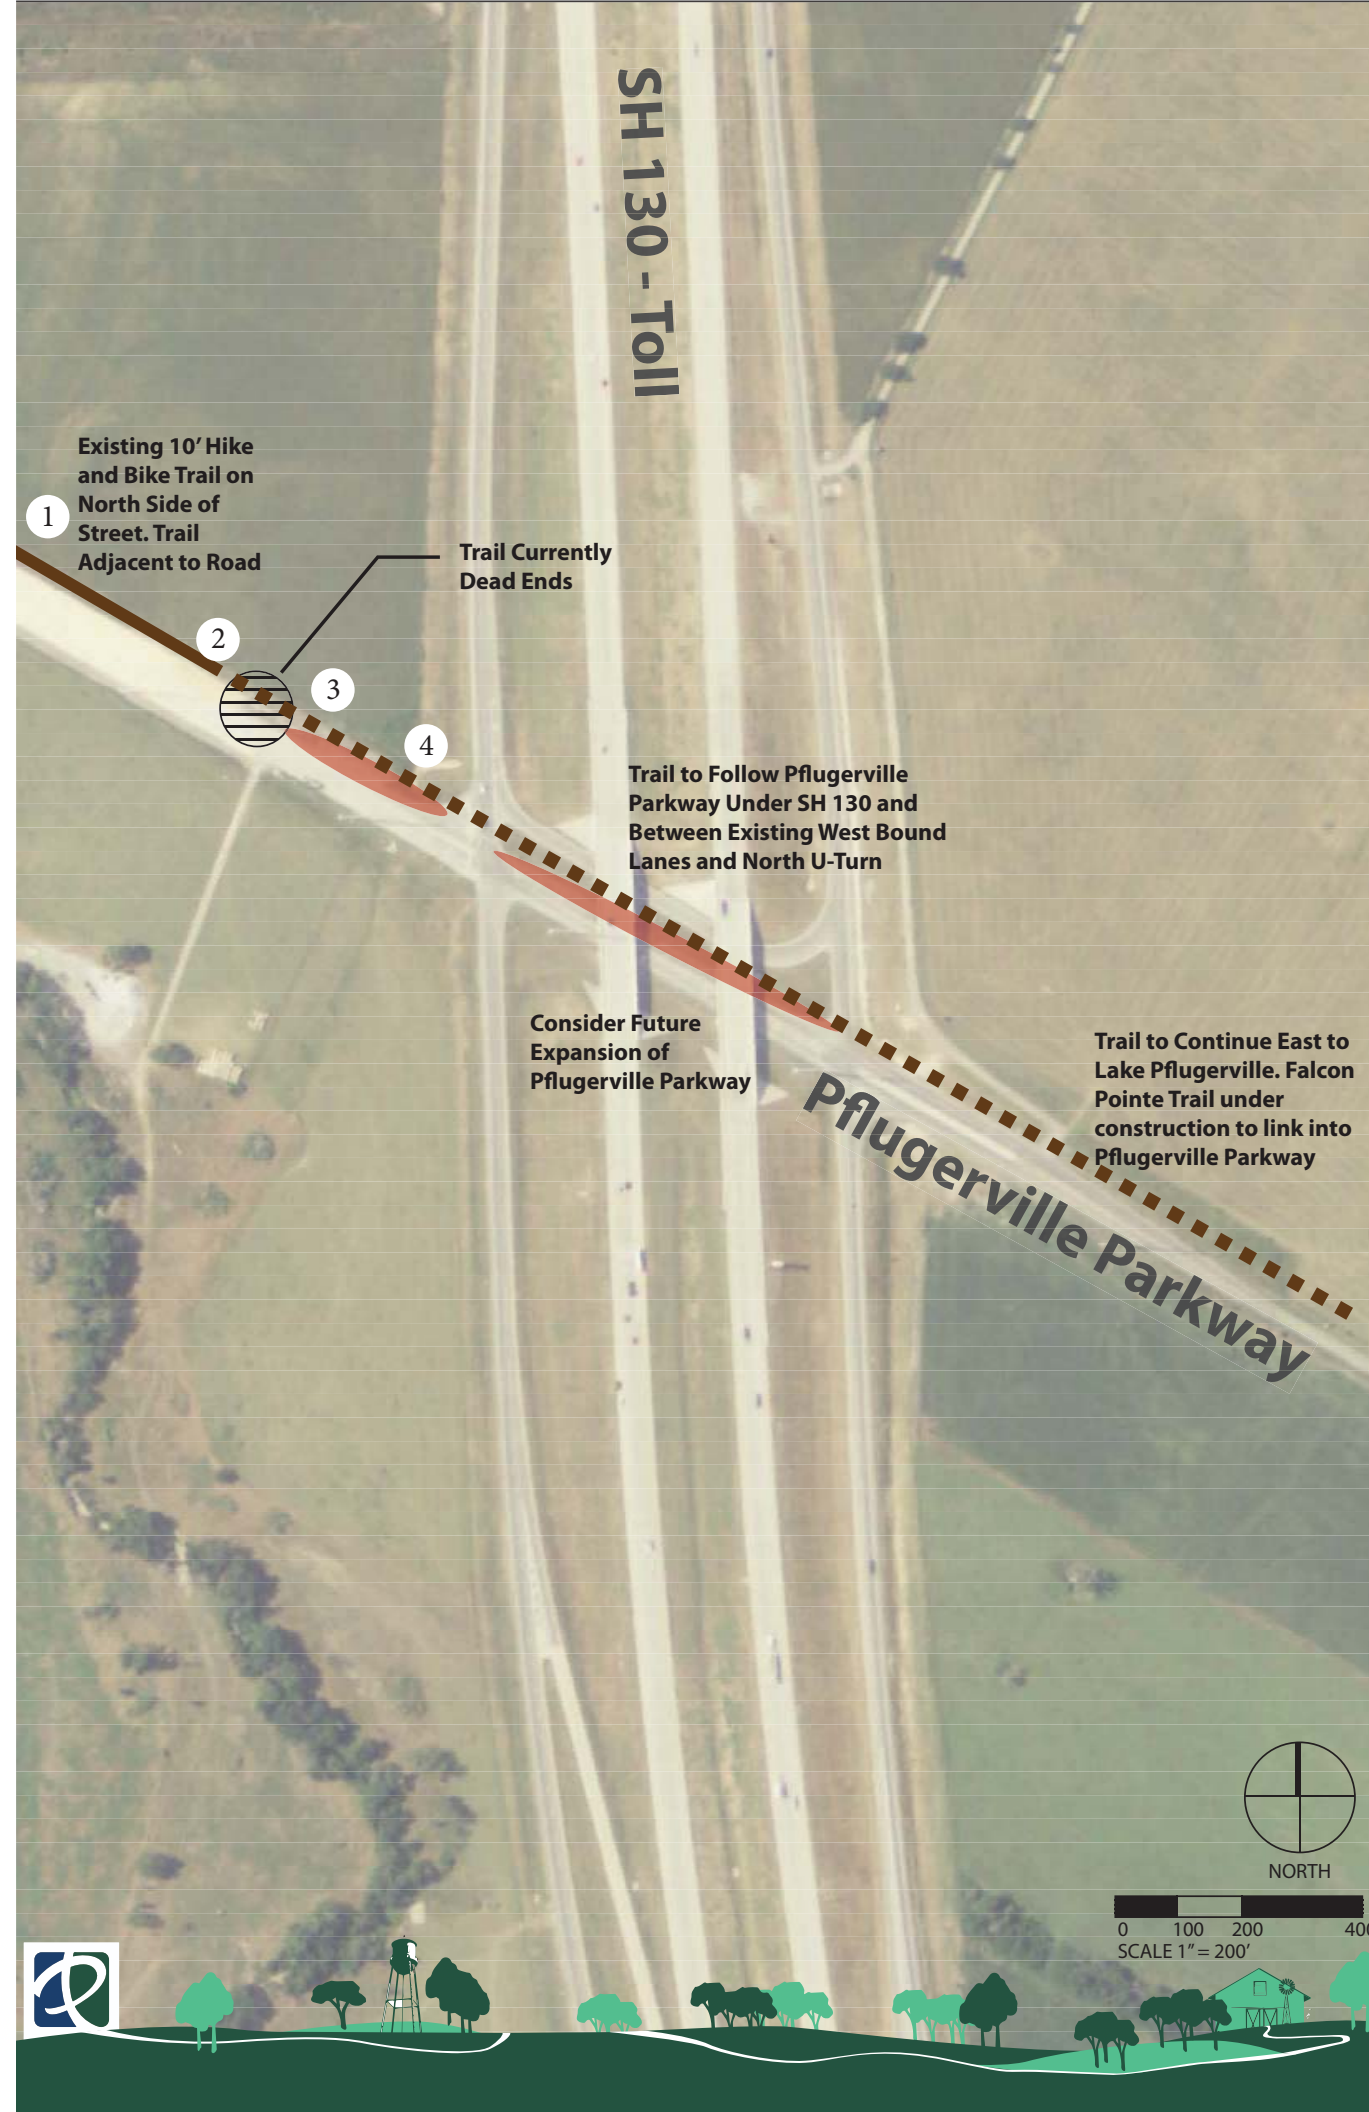 SH 130 - Toll
Existing 10’ Hike
and Bike Trail on
North Side of
Street. Trail
Adjacent to Road
1
Trail Currently
Dead Ends
2
3
4
Trail to Follow Pflugerville
Parkway Under SH 130 and
Between Existing West Bound
Lanes and North U-Turn
Consider Future
Expansion of
Pflugerville Parkway
Trail to Continue East to
Lake Pflugerville. Falcon
Pointe Trail under
construction to link into
Pflugerville Parkway
Pflugerville Parkway
NORTH
0 100 200 400
SCALE 1” = 200’